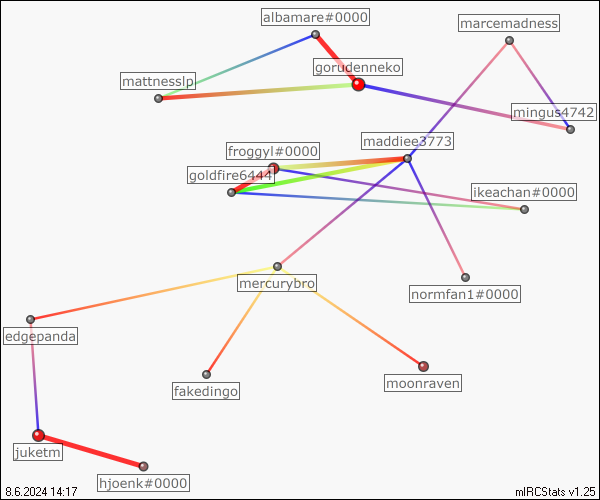 albamare#0000
marcemadness
gorudenneko
mattnesslp
mingus4742
maddiee3773
froggyl#0000
goldfire6444
ikeachan#0000
mercurybro
normfan1#0000
edgepanda
moonraven
fakedingo
juketm
hjoenk#0000
8.6.2024 14:17
mIRCStats v1.25